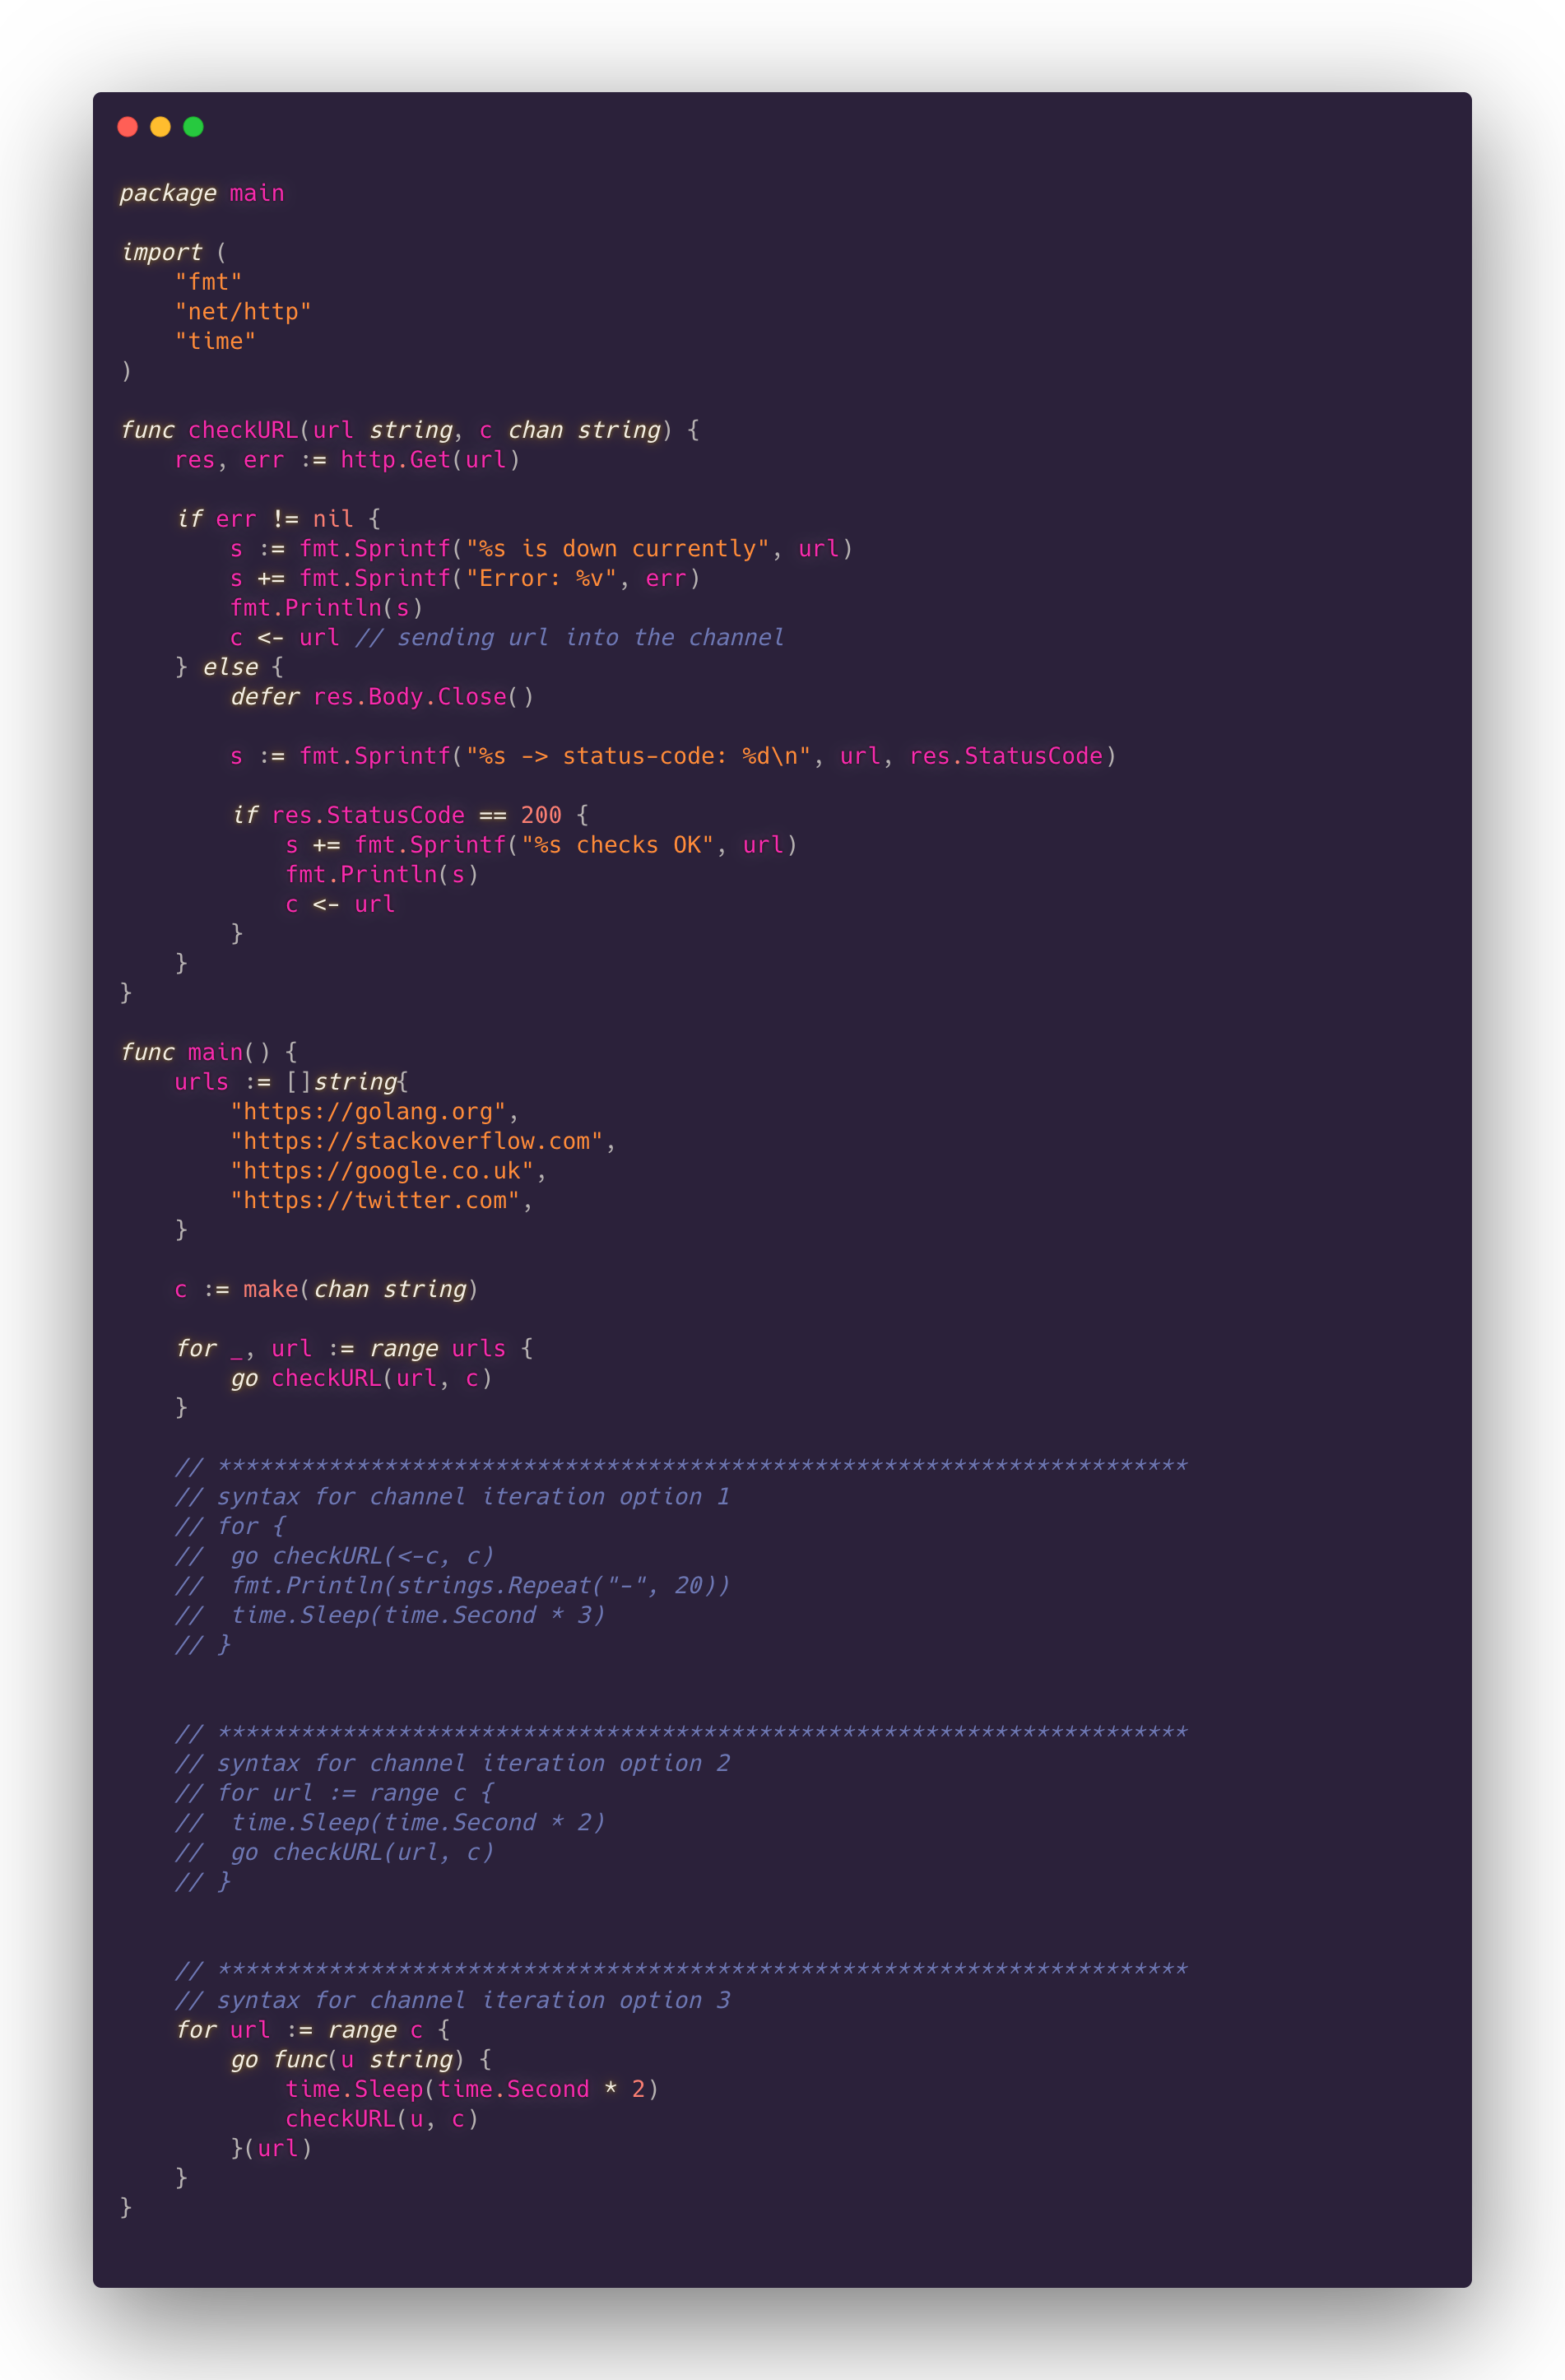 package main

import (
    "fmt"
    "net/http"
    "time"
)

func checkURL(url string, c chan string) {
    res, err := http.Get(url)

    if err != nil {
        s := fmt.Sprintf("%s is down currently", url)
        s += fmt.Sprintf("Error: %v", err)
        fmt.Println(s)
        c <- url // sending url into the channel
    } else {
        defer res.Body.Close()

        s := fmt.Sprintf("%s -> status-code: %d\n", url, res.StatusCode)

        if res.StatusCode == 200 {
            s += fmt.Sprintf("%s checks OK", url)
            fmt.Println(s)
            c <- url
        }
    }
}

func main() {
    urls := []string{
        "https://golang.org",
        "https://stackoverflow.com",
        "https://google.co.uk",
        "https://twitter.com",
    }

    c := make(chan string)

    for _, url := range urls {
        go checkURL(url, c)
    }

    // **********************************************************************
    // syntax for channel iteration option 1
    // for {
    //  go checkURL(<-c, c)
    //  fmt.Println(strings.Repeat("-", 20))
    //  time.Sleep(time.Second * 3)
    // }


    // **********************************************************************
    // syntax for channel iteration option 2
    // for url := range c {
    //  time.Sleep(time.Second * 2)
    //  go checkURL(url, c)
    // }


    // **********************************************************************
    // syntax for channel iteration option 3
    for url := range c {
        go func(u string) {
            time.Sleep(time.Second * 2)
            checkURL(u, c)
        }(url)
    }
}